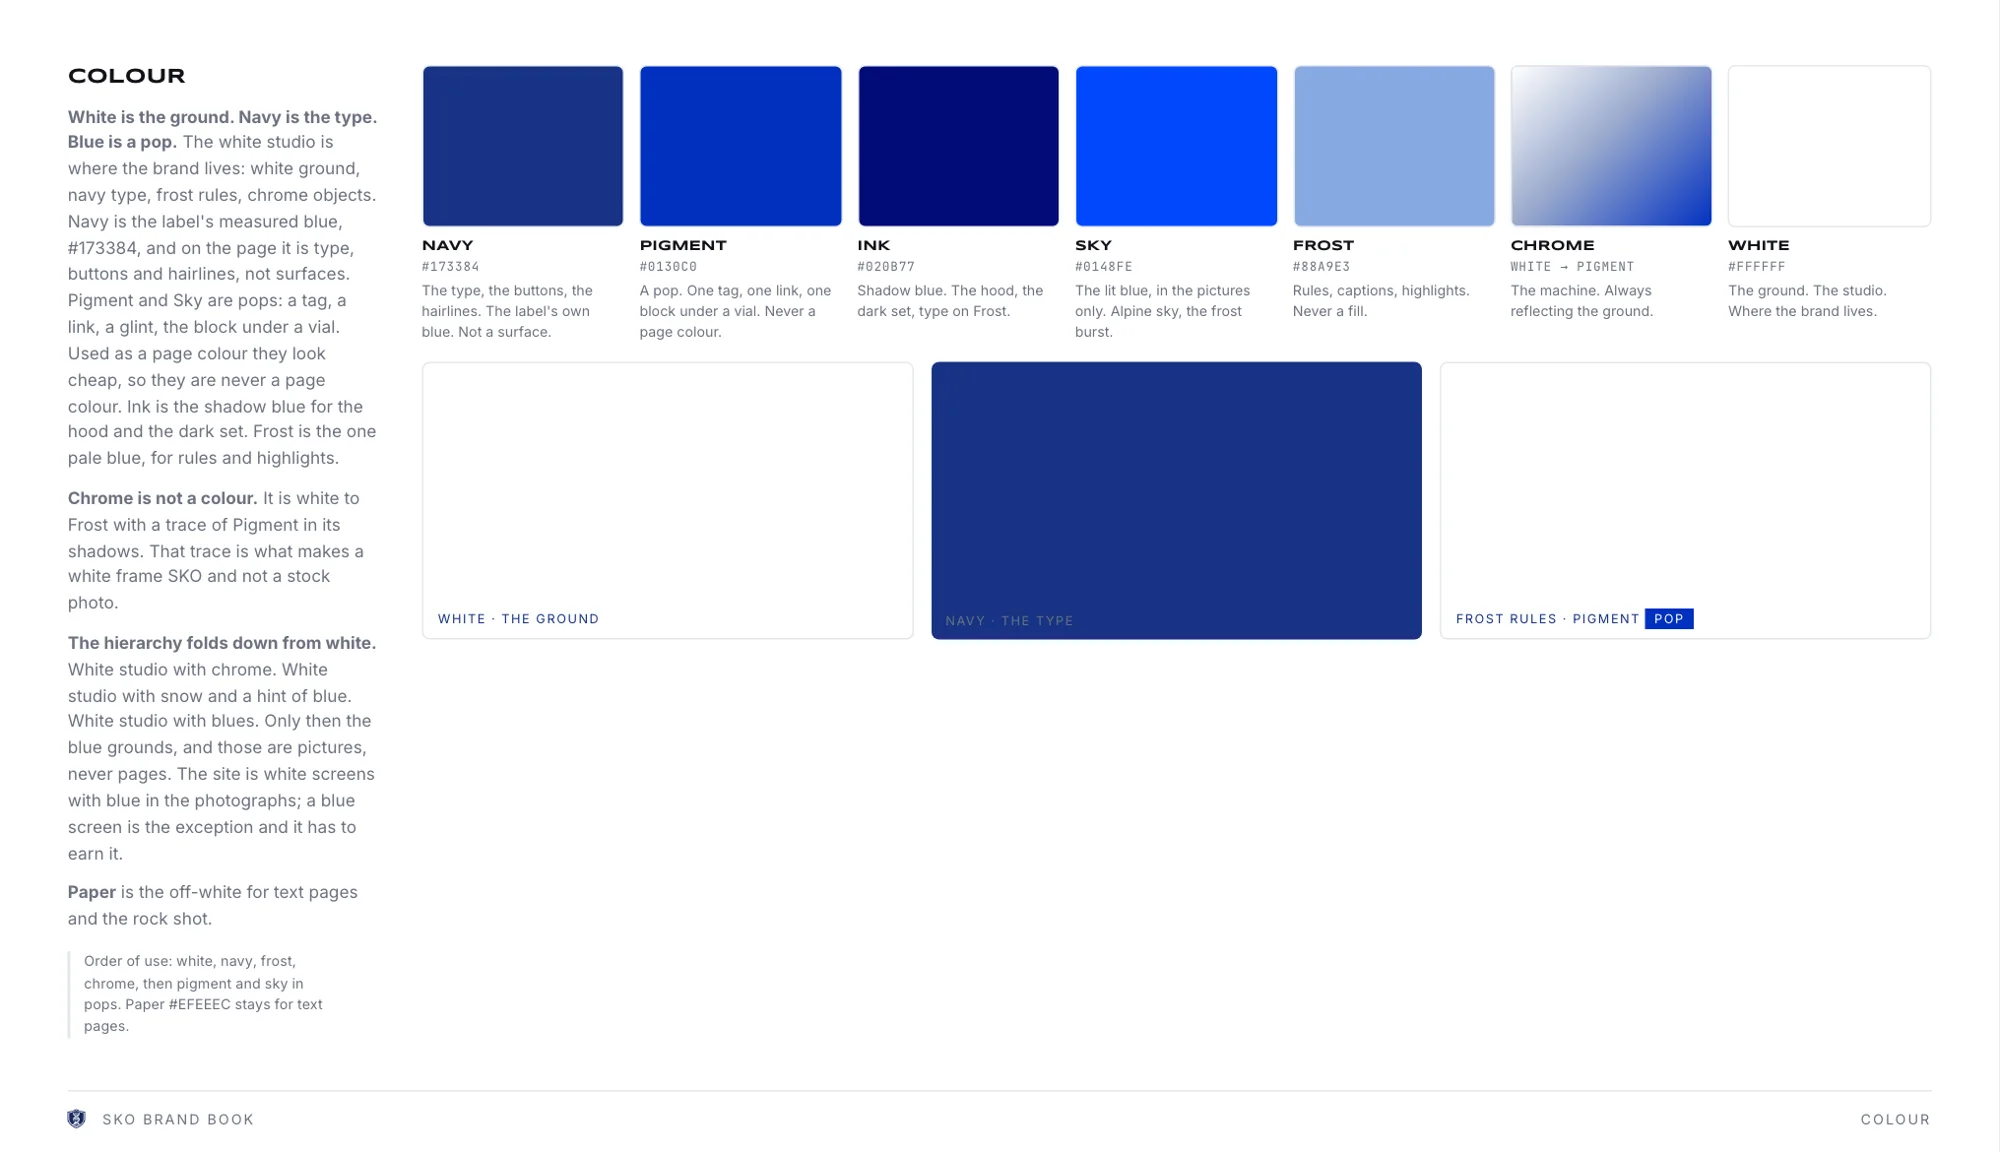 COLOUR
White is the ground. Navy is the type.
Blue is a pop. The white studio is
where the brand lives: white ground,
navy type, frost rules, chrome objects.
Navy is the label's measured blue,
#173384, and on the page it is type,
buttons and hairlines, not surfaces.
Pigment and Sky are pops: a tag, a
link, a glint, the block under a vial.
Used as a page colour they look
cheap, so they are never a page
colour. Ink is the shadow blue for the
hood and the dark set. Frost is the one
pale blue, for rules and highlights.
Chrome is not a colour. It is white to
Frost with a trace of Pigment in its
shadows. That trace is what makes a
white frame SKO and not a stock
photo.
The hierarchy folds down from white.
White studio with chrome. White
studio with snow and a hint of blue.
White studio with blues. Only then the
blue grounds, and those are pictures,
never pages. The site is white screens
with blue in the photographs; a blue
screen is the exception and it has to
earn it.
Paper is the off-white for text pages
and the rock shot.
Order of use: white, navy, frost,
chrome, then pigment and sky in
pops. Paper #EFEEEC stays for text
pages.
NAVY
#173384
The type, the buttons, the
hairlines. The label's own
blue. Not a surface.
PIGMENT
#0130C0
A pop. One tag, one link, one
block under a vial. Never a
page colour.
INK
#020B77
Shadow blue. The hood, the
dark set, type on Frost.
SKY
#0148FE
The lit blue, in the pictures
only. Alpine sky, the frost
burst.
FROST
#88A9E3
Rules, captions, highlights.
Never a fill.
CHROME
WHITE → PIGMENT
The machine. Always
reflecting the ground.
WHITE
#FFFFFF
The ground. The studio.
Where the brand lives.
WHITE · THE GROUND
NAVY · THE TYPE
FROST RULES · PIGMENT POP
SKO BRAND BOOK
COLOUR